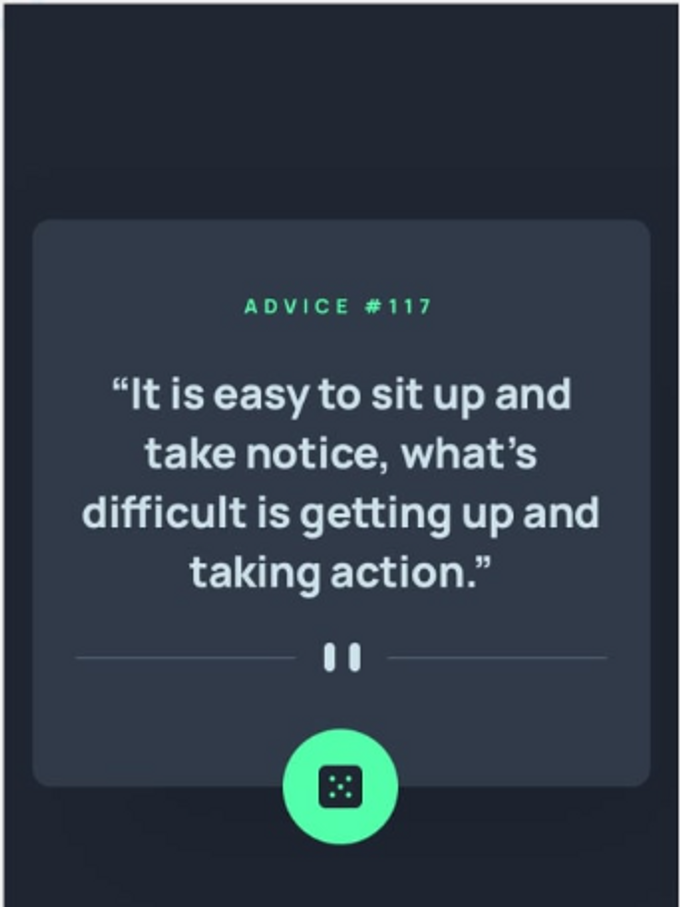 ADVICE #117
“It is easy to sit up and
take notice, what’s
difficult is getting up and
taking action.”